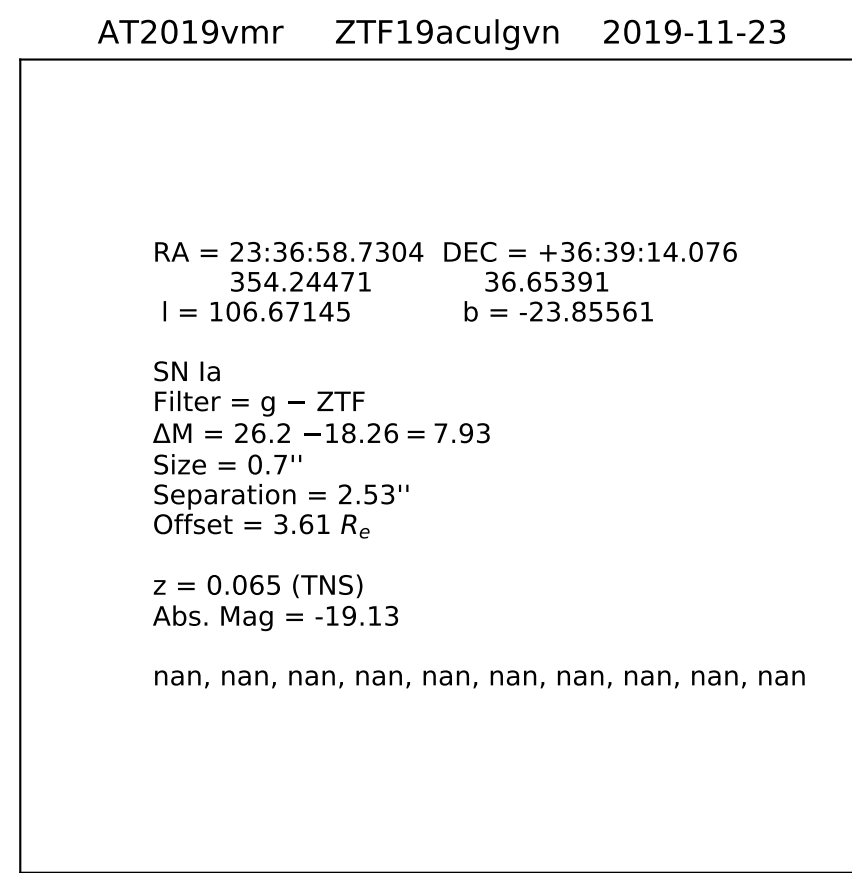 AT2019vmr ZTF19aculgvn 2019-11-23
RA = 23:36:58.7304 DEC = +36:39:14.076
354.24471 36.65391
l = 106.67145 b = -23.85561
SN Ia
Filter = g − ZTF
ΔM = 26.2 −18.26 = 7.93
Size = 0.7''
Separation = 2.53''
Offset = 3.61 Re
z = 0.065 (TNS)
Abs. Mag = -19.13
nan, nan, nan, nan, nan, nan, nan, nan, nan, nan